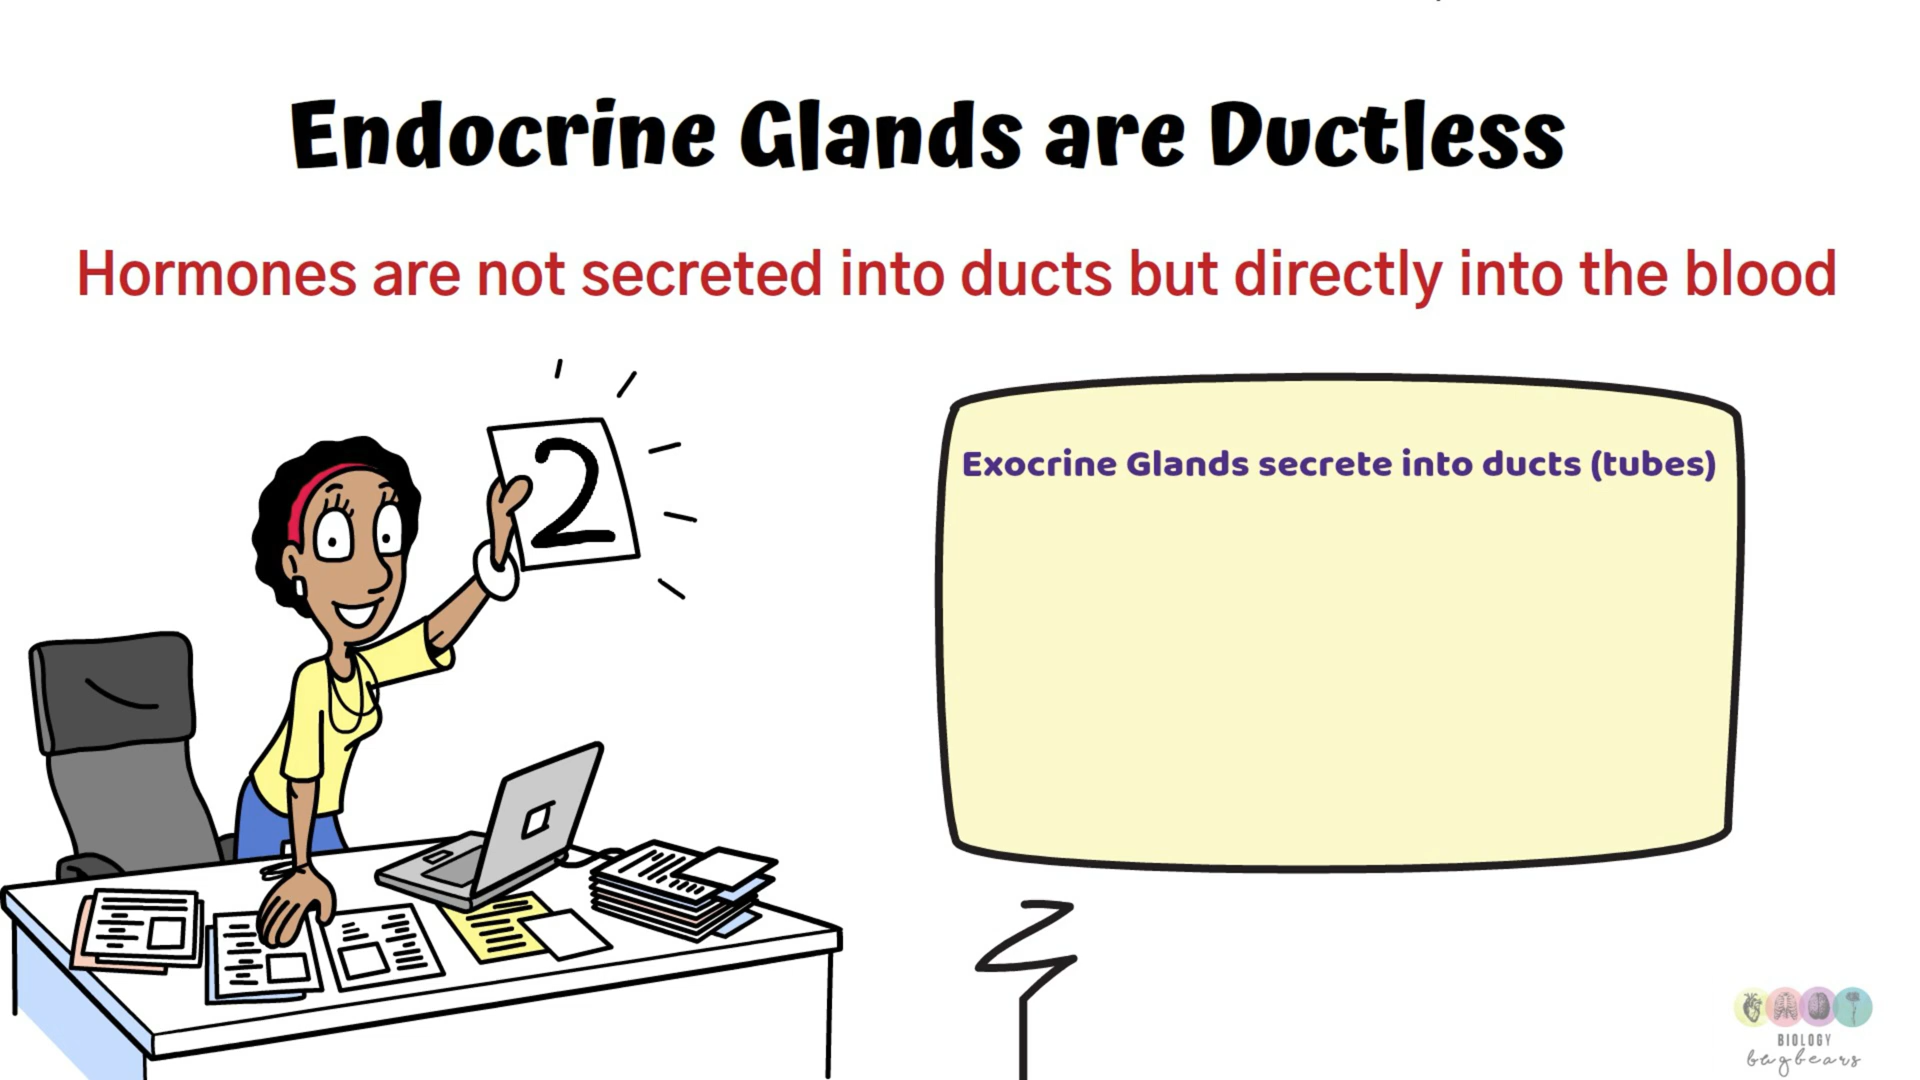 Endocrine Glands are Ductless
Hormones are not secreted into ducts but directly into the blood
2
Exocrine Glands secrete into ducts (tubes)
BIOLOGY
bugbears